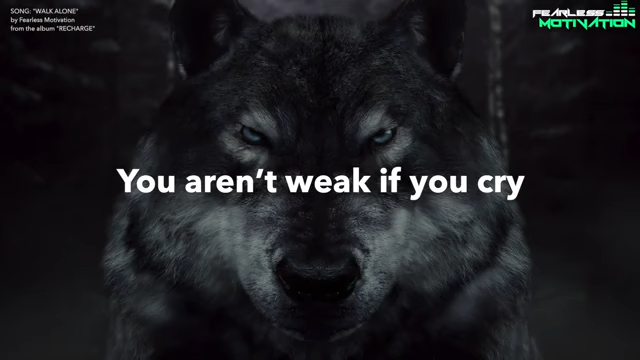 SONG: "WALK ALONE"
by Fearless Motivation
from the album "RECHARGE"
FEARLESS
MOTIVATION
You aren't weak if you cry